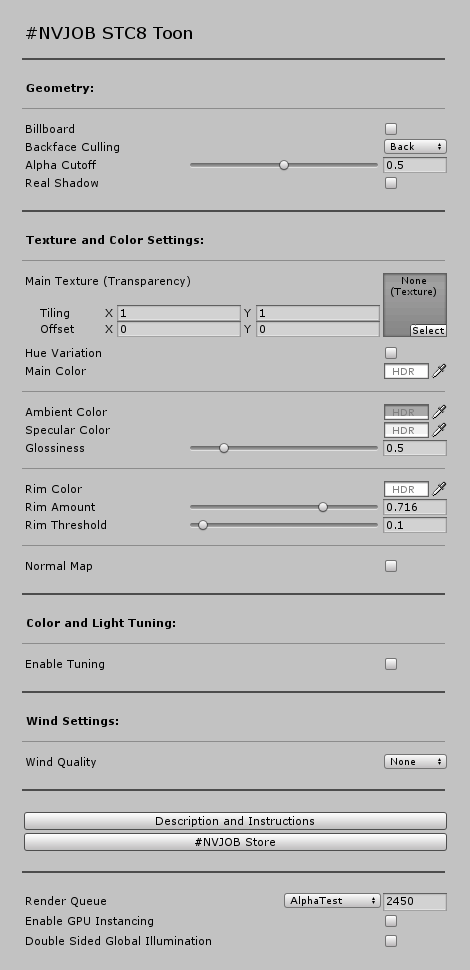 #NVJOB STC8 Toon
Geometry:
Billboard
Backface Culling Back
Alpha Cutoff 0.5
Real Shadow
Texture and Color Settings:
Main Texture (Transparency) None
(Texture)
Tiling X 1 Y 1
Offset X 0 Y 0
Select
Hue Variation
Main Color HDR
Ambient Color HDR
Specular Color HDR
Glossiness 0.5
Rim Color HDR
Rim Amount 0.716
Rim Threshold 0.1
Normal Map
Color and Light Tuning:
Enable Tuning
Wind Settings:
Wind Quality None
Description and Instructions
#NVJOB Store
Render Queue AlphaTest 2450
Enable GPU Instancing
Double Sided Global Illumination